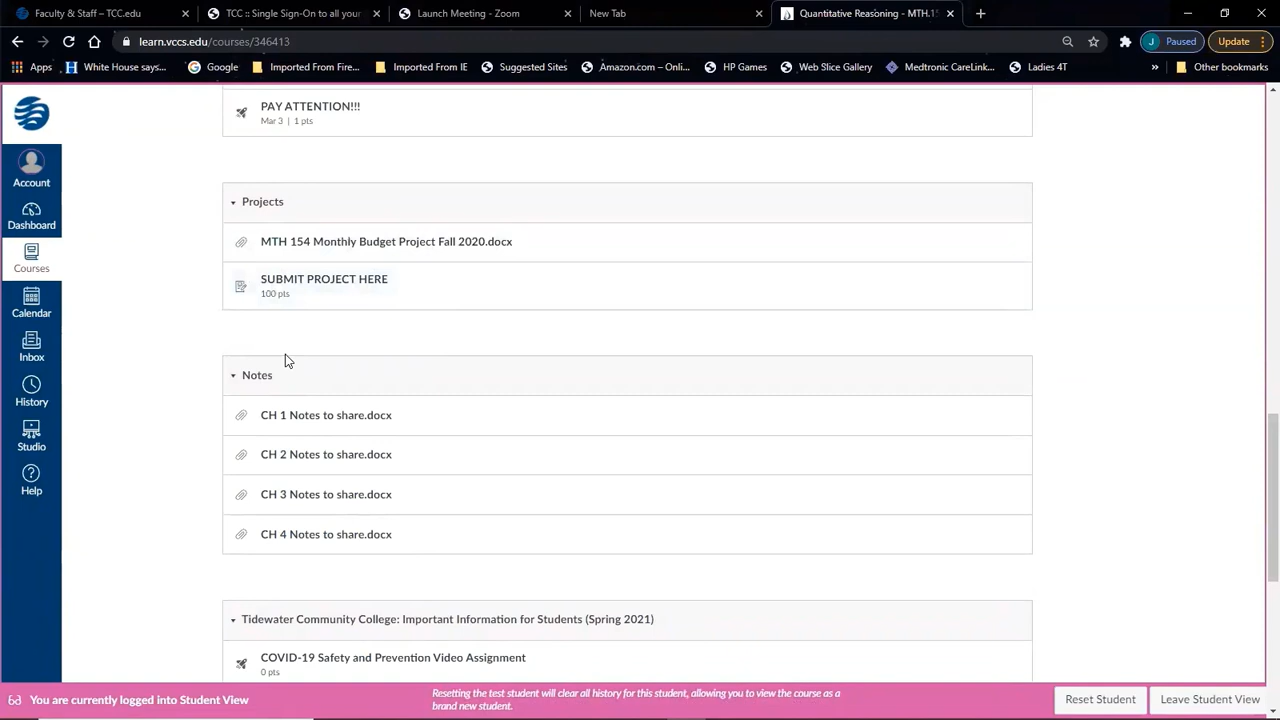 Faculty & Staff – TCC.edu
TCC :: Single Sign-On to all your
Launch Meeting - Zoom
New Tab
Quantitative Reasoning - MTH.15
learn.vccs.edu/courses/346413
J Paused
Update
Apps
White House says...
Google
Imported From Fire...
Imported From IE
Suggested Sites
Amazon.com – Onli...
HP Games
Web Slice Gallery
Medtronic CareLink...
Ladies 4T
»
Other bookmarks
PAY ATTENTION!!!
Mar 3 | 1 pts
Account
Dashboard
Courses
Calendar
Inbox
History
Studio
Help
Projects
MTH 154 Monthly Budget Project Fall 2020.docx
SUBMIT PROJECT HERE
100 pts
Notes
CH 1 Notes to share.docx
CH 2 Notes to share.docx
CH 3 Notes to share.docx
CH 4 Notes to share.docx
Tidewater Community College: Important Information for Students (Spring 2021)
COVID-19 Safety and Prevention Video Assignment
0 pts
You are currently logged into Student View
Resetting the test student will clear all history for this student, allowing you to view the course as a
brand new student.
Reset Student
Leave Student View